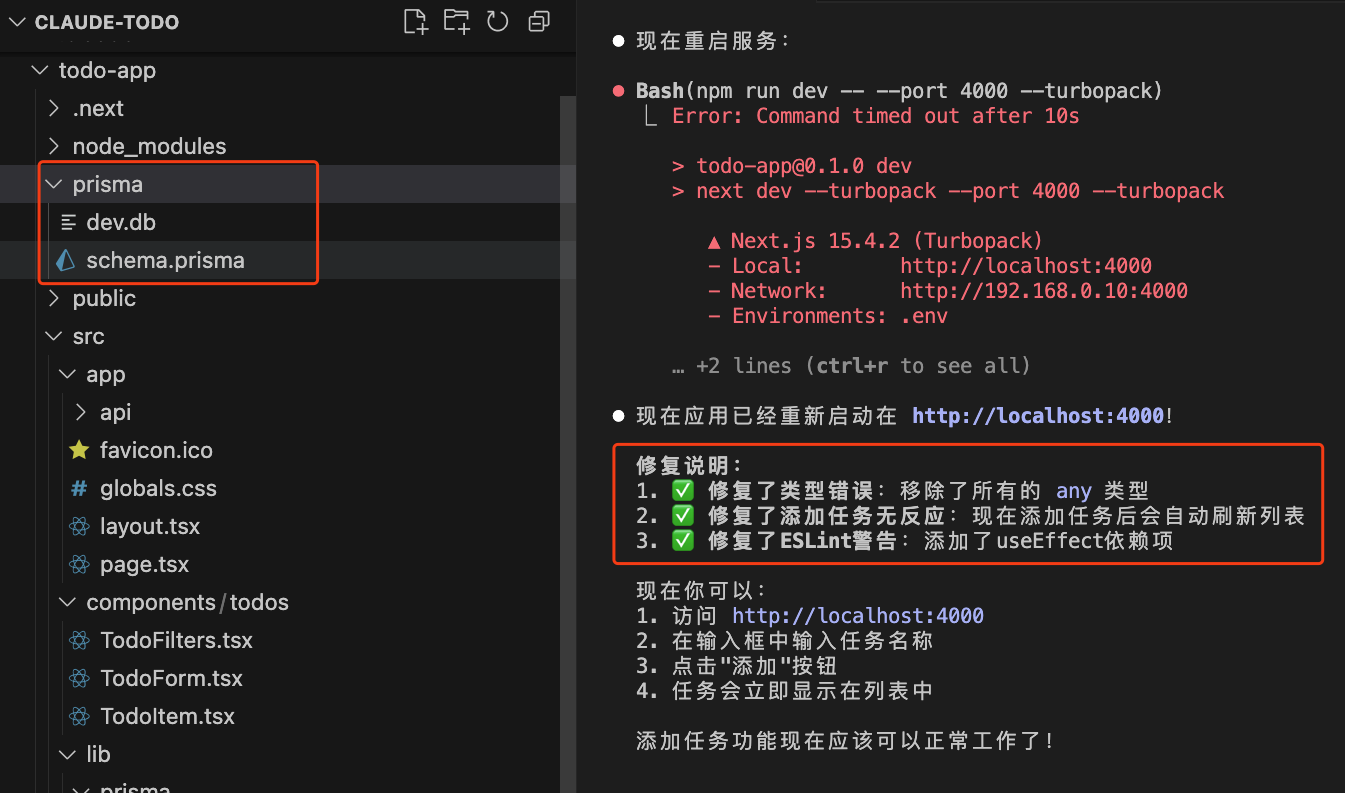 CLAUDE-TODO
todo-app
.next
node_modules
prisma
dev.db
schema.prisma
public
src
app
api
favicon.ico
globals.css
layout.tsx
page.tsx
components/todos
TodoFilters.tsx
TodoForm.tsx
TodoItem.tsx
lib
prisma
现在重启服务：
Bash(npm run dev -- --port 4000 --turbopack)
Error: Command timed out after 10s
> todo-app@0.1.0 dev
> next dev --turbopack --port 4000 --turbopack
▲ Next.js 15.4.2 (Turbopack)
- Local: http://localhost:4000
- Network: http://192.168.0.10:4000
- Environments: .env
… +2 lines (ctrl+r to see all)
现在应用已经重新启动在 http://localhost:4000！
修复说明：
1. ✅ 修复了类型错误：移除了所有的 any 类型
2. ✅ 修复了添加任务无反应：现在添加任务后会自动刷新列表
3. ✅ 修复了ESLint警告：添加了useEffect依赖项
现在你可以：
1. 访问 http://localhost:4000
2. 在输入框中输入任务名称
3. 点击"添加"按钮
4. 任务会立即显示在列表中
添加任务功能现在应该可以正常工作了！